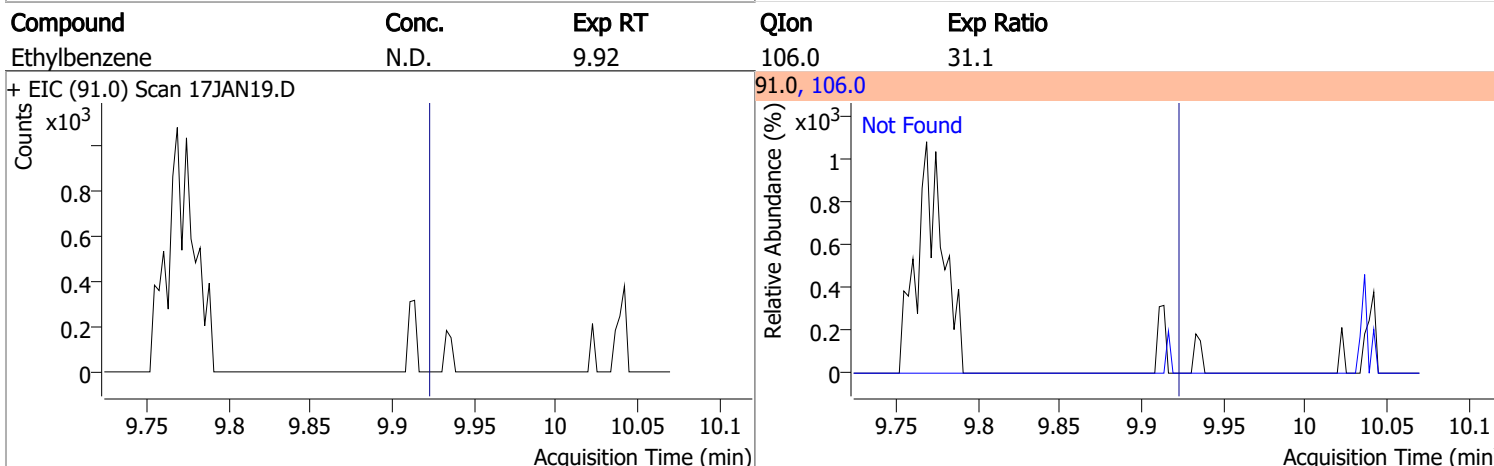 Compound Conc. Exp RT QIon Exp Ratio
Ethylbenzene N.D. 9.92 106.0 31.1
+ EIC (91.0) Scan 17JAN19.D
Counts
x10³
0.8
0.6
0.4
0.2
0
9.75 9.8 9.85 9.9 9.95 10 10.05 10.1
Acquisition Time (min)
91.0, 106.0
Relative Abundance (%)
x10³
Not Found
1
0.8
0.6
0.4
0.2
0
9.75 9.8 9.85 9.9 9.95 10 10.05 10.1
Acquisition Time (min)